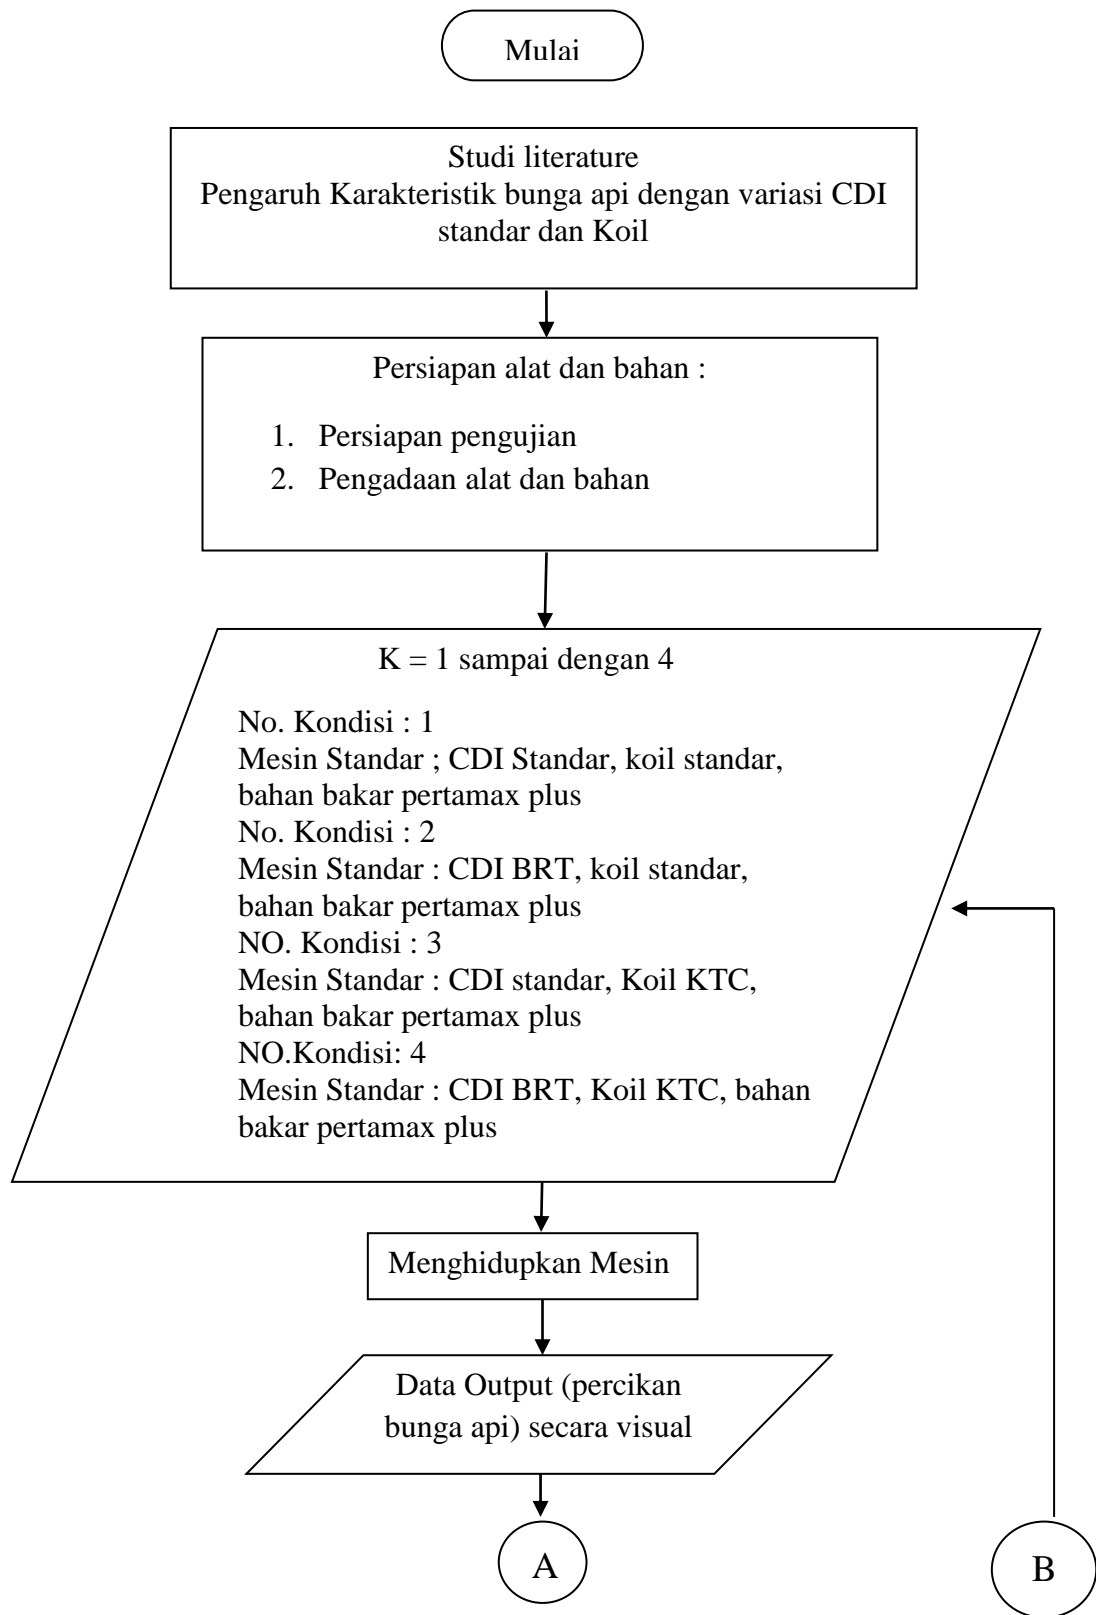 Mulai
Studi literature
Pengaruh Karakteristik bunga api dengan variasi CDI
standar dan Koil
Persiapan alat dan bahan :
1. Persiapan pengujian
2. Pengadaan alat dan bahan
K = 1 sampai dengan 4
No. Kondisi : 1
Mesin Standar ; CDI Standar, koil standar,
bahan bakar pertamax plus
No. Kondisi : 2
Mesin Standar : CDI BRT, koil standar,
bahan bakar pertamax plus
NO. Kondisi : 3
Mesin Standar : CDI standar, Koil KTC,
bahan bakar pertamax plus
NO.Kondisi: 4
Mesin Standar : CDI BRT, Koil KTC, bahan
bakar pertamax plus
Menghidupkan Mesin
Data Output (percikan
bunga api) secara visual
A
B